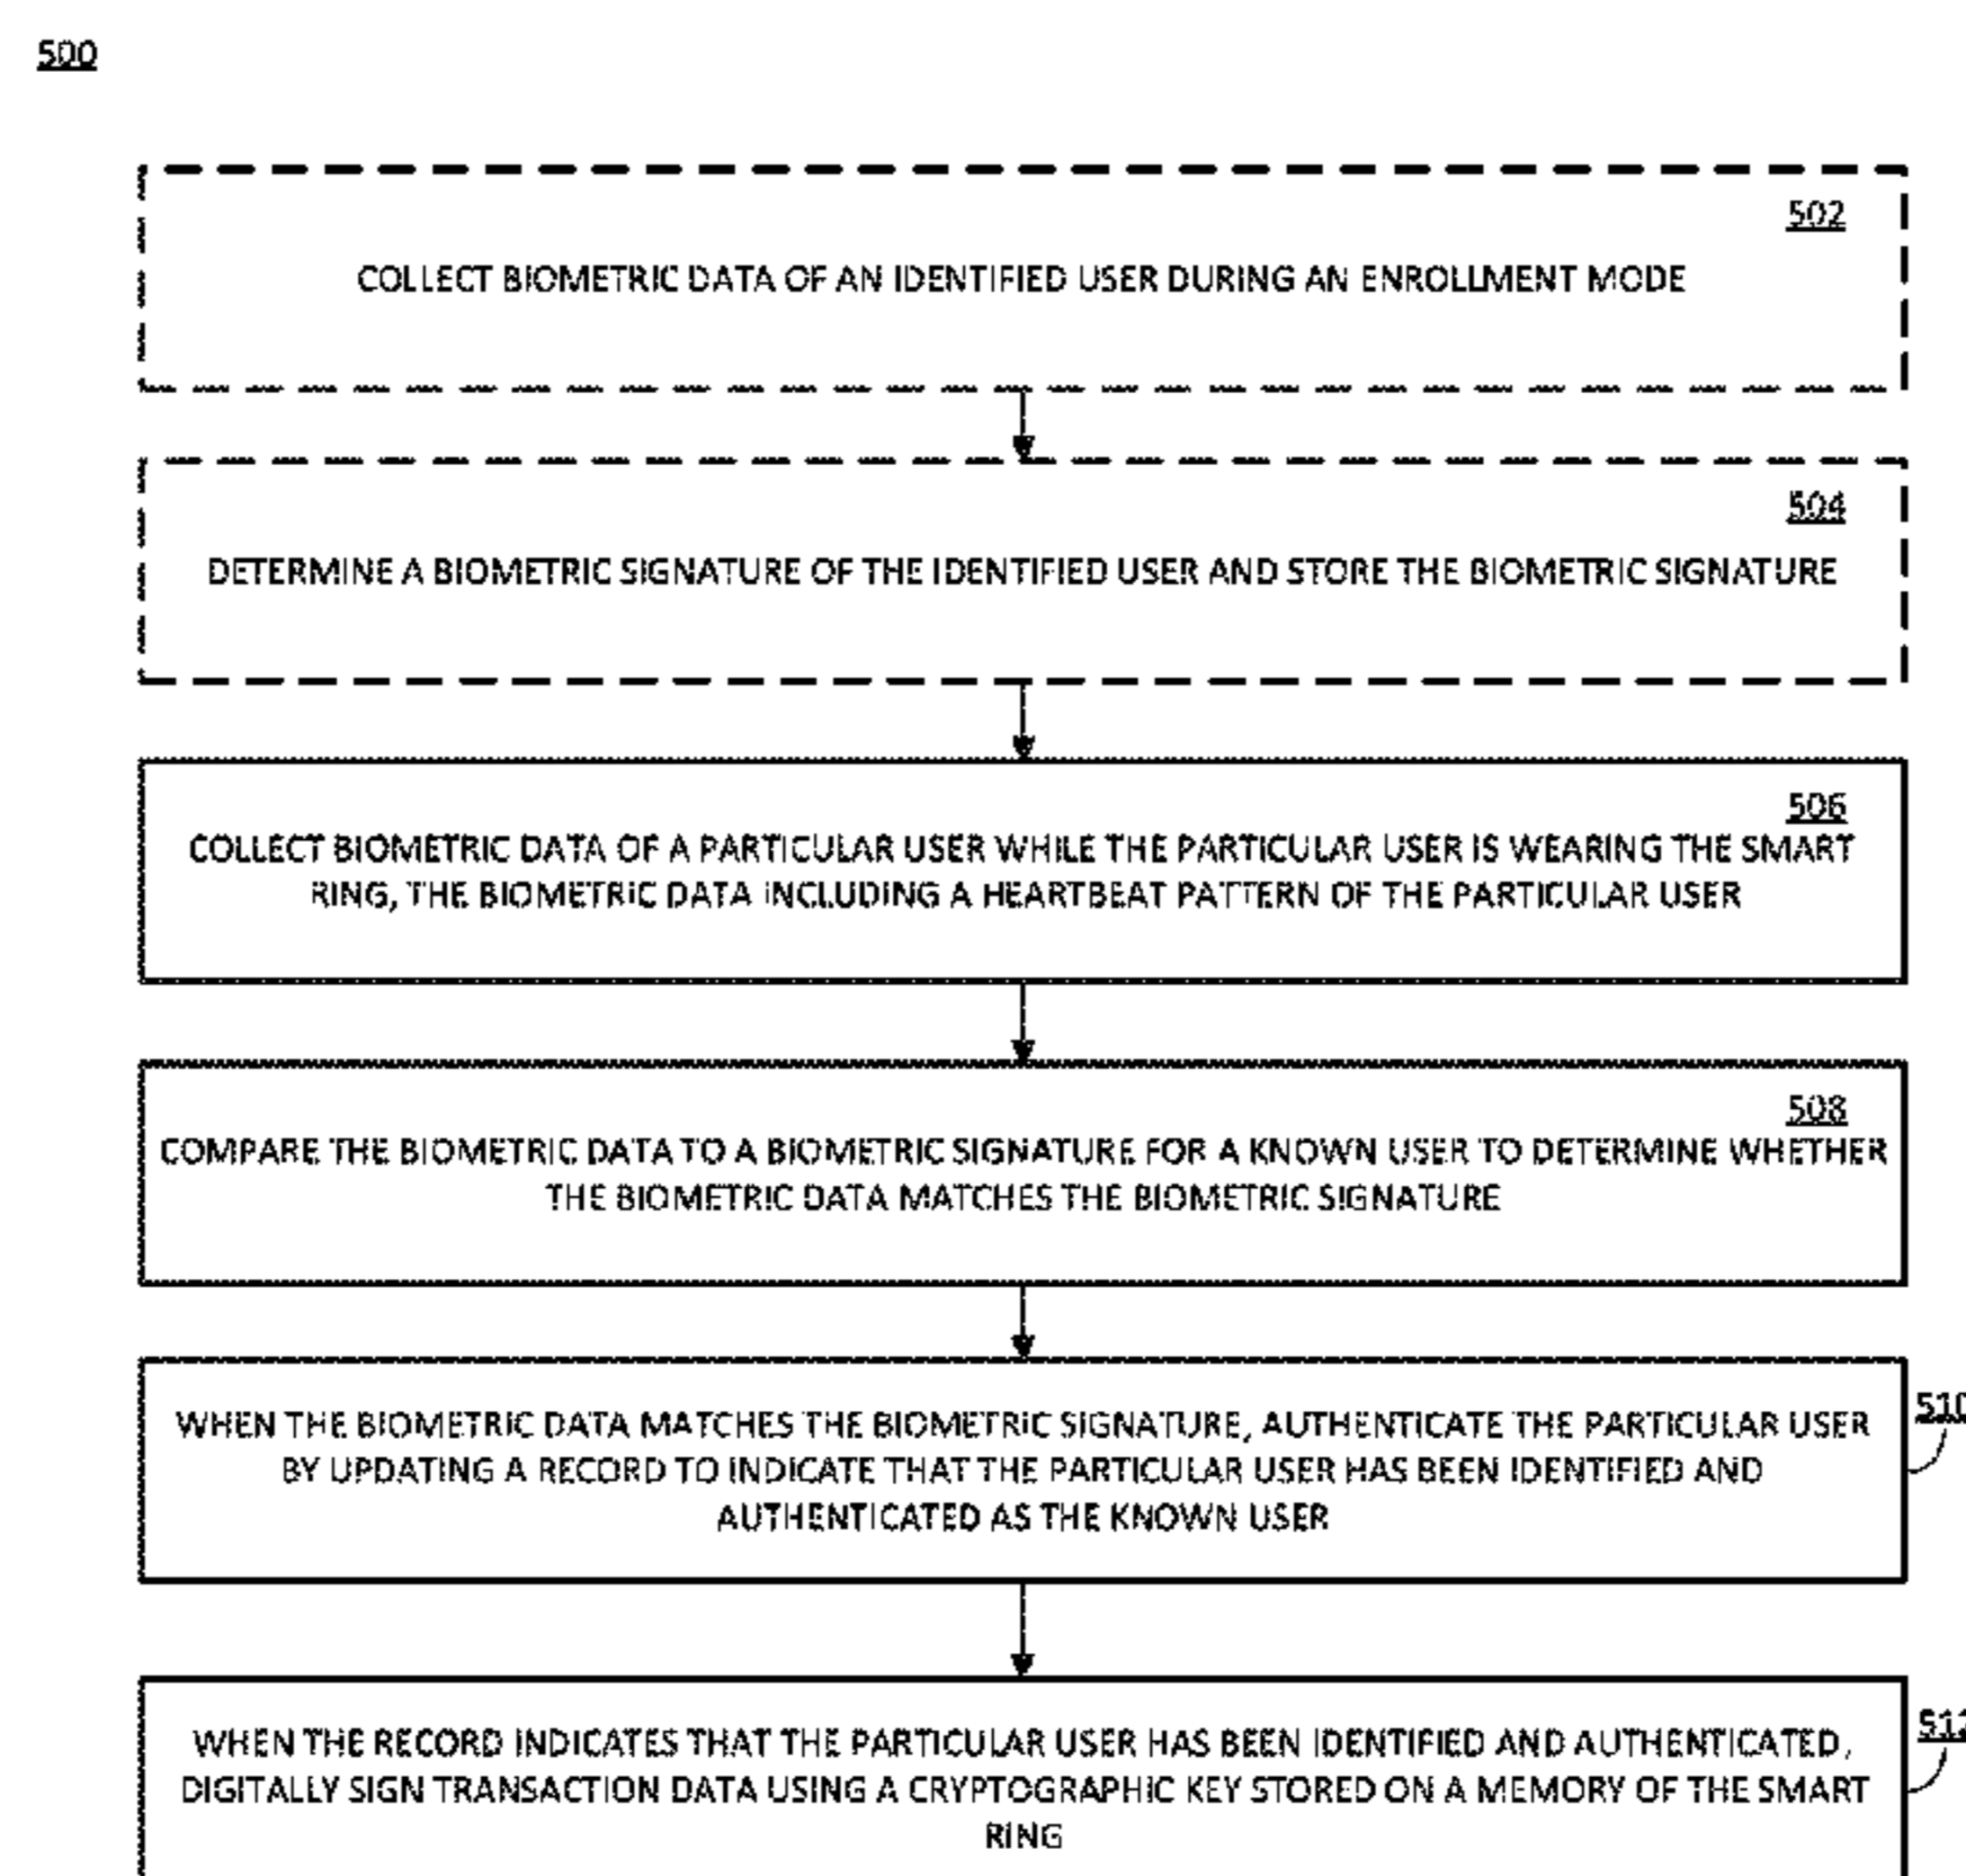 500
502
COLLECT BIOMETRIC DATA OF AN IDENTIFIED USER DURING AN ENROLLMENT MODE
504
DETERMINE A BIOMETRIC SIGNATURE OF THE IDENTIFIED USER AND STORE THE BIOMETRIC SIGNATURE
506
COLLECT BIOMETRIC DATA OF A PARTICULAR USER WHILE THE PARTICULAR USER IS WEARING THE SMART
RING, THE BIOMETRIC DATA INCLUDING A HEARTBEAT PATTERN OF THE PARTICULAR USER
508
COMPARE THE BIOMETRIC DATA TO A BIOMETRIC SIGNATURE FOR A KNOWN USER TO DETERMINE WHETHER
THE BIOMETRIC DATA MATCHES THE BIOMETRIC SIGNATURE
510
WHEN THE BIOMETRIC DATA MATCHES THE BIOMETRIC SIGNATURE, AUTHENTICATE THE PARTICULAR USER
BY UPDATING A RECORD TO INDICATE THAT THE PARTICULAR USER HAS BEEN IDENTIFIED AND
AUTHENTICATED AS THE KNOWN USER
512
WHEN THE RECORD INDICATES THAT THE PARTICULAR USER HAS BEEN IDENTIFIED AND AUTHENTICATED,
DIGITALLY SIGN TRANSACTION DATA USING A CRYPTOGRAPHIC KEY STORED ON A MEMORY OF THE SMART
RING